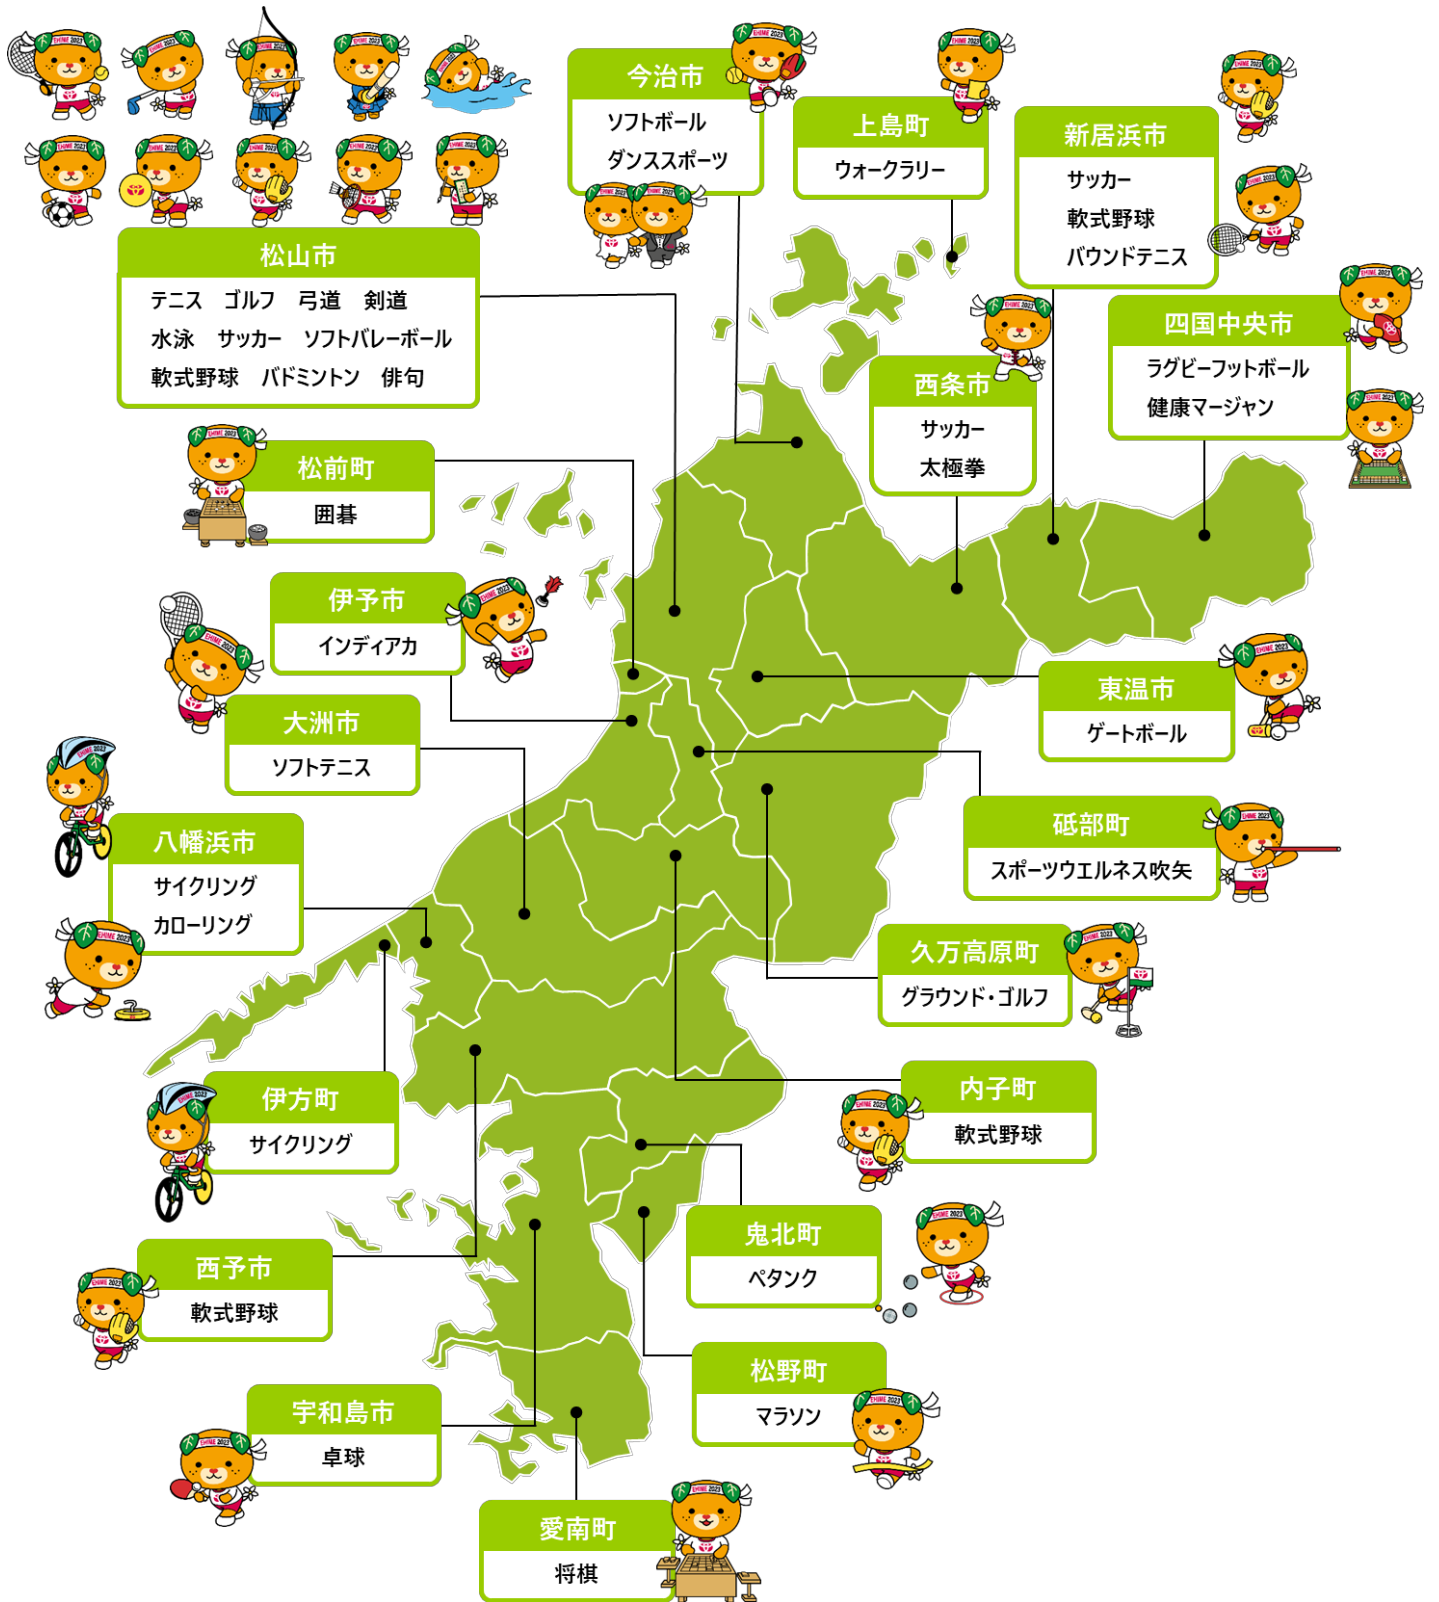 今治市
ソフトボール
ダンススポーツ
上島町
ウォークラリー
新居浜市
サッカー
軟式野球
バウンドテニス
松山市
テニス ゴルフ 弓道 剣道
水泳 サッカー ソフトバレーボール
軟式野球 バドミントン 俳句
四国中央市
ラグビーフットボール
健康マージャン
西条市
サッカー
太極拳
松前町
囲碁
伊予市
インディアカ
東温市
ゲートボール
大洲市
ソフトテニス
砥部町
スポーツウエルネス吹矢
八幡浜市
サイクリング
カローリング
久万高原町
グラウンド・ゴルフ
伊方町
サイクリング
内子町
軟式野球
鬼北町
ペタンク
西予市
軟式野球
松野町
マラソン
宇和島市
卓球
愛南町
将棋